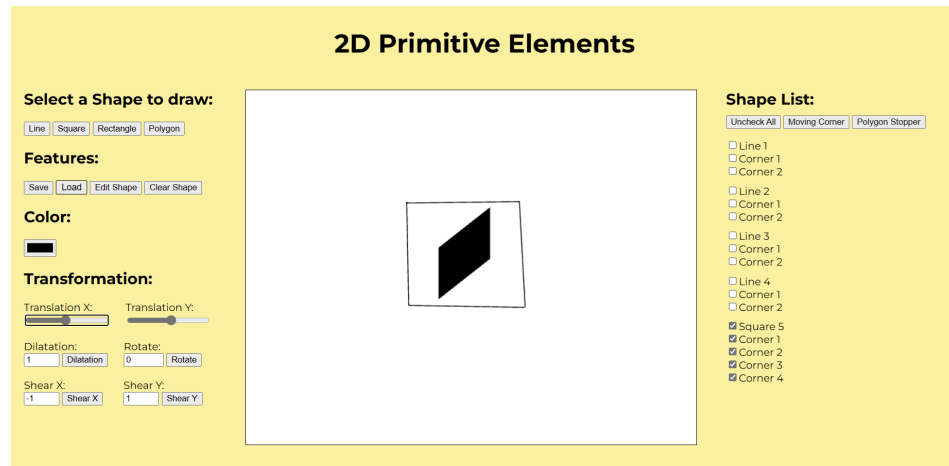 2D Primitive Elements
Select a Shape to draw:
Line Square Rectangle Polygon
Features:
Save Load Edit Shape Clear Shape
Color:
Transformation:
Translation X: Translation Y:
Dilatation: Rotate:
1 Dilatation 0 Rotate
Shear X: Shear Y:
-1 Shear X 1 Shear Y
Shape List:
Uncheck All Moving Corner Polygon Stopper
Line 1
Corner 1
Corner 2
Line 2
Corner 1
Corner 2
Line 3
Corner 1
Corner 2
Line 4
Corner 1
Corner 2
Square 5
Corner 1
Corner 2
Corner 3
Corner 4